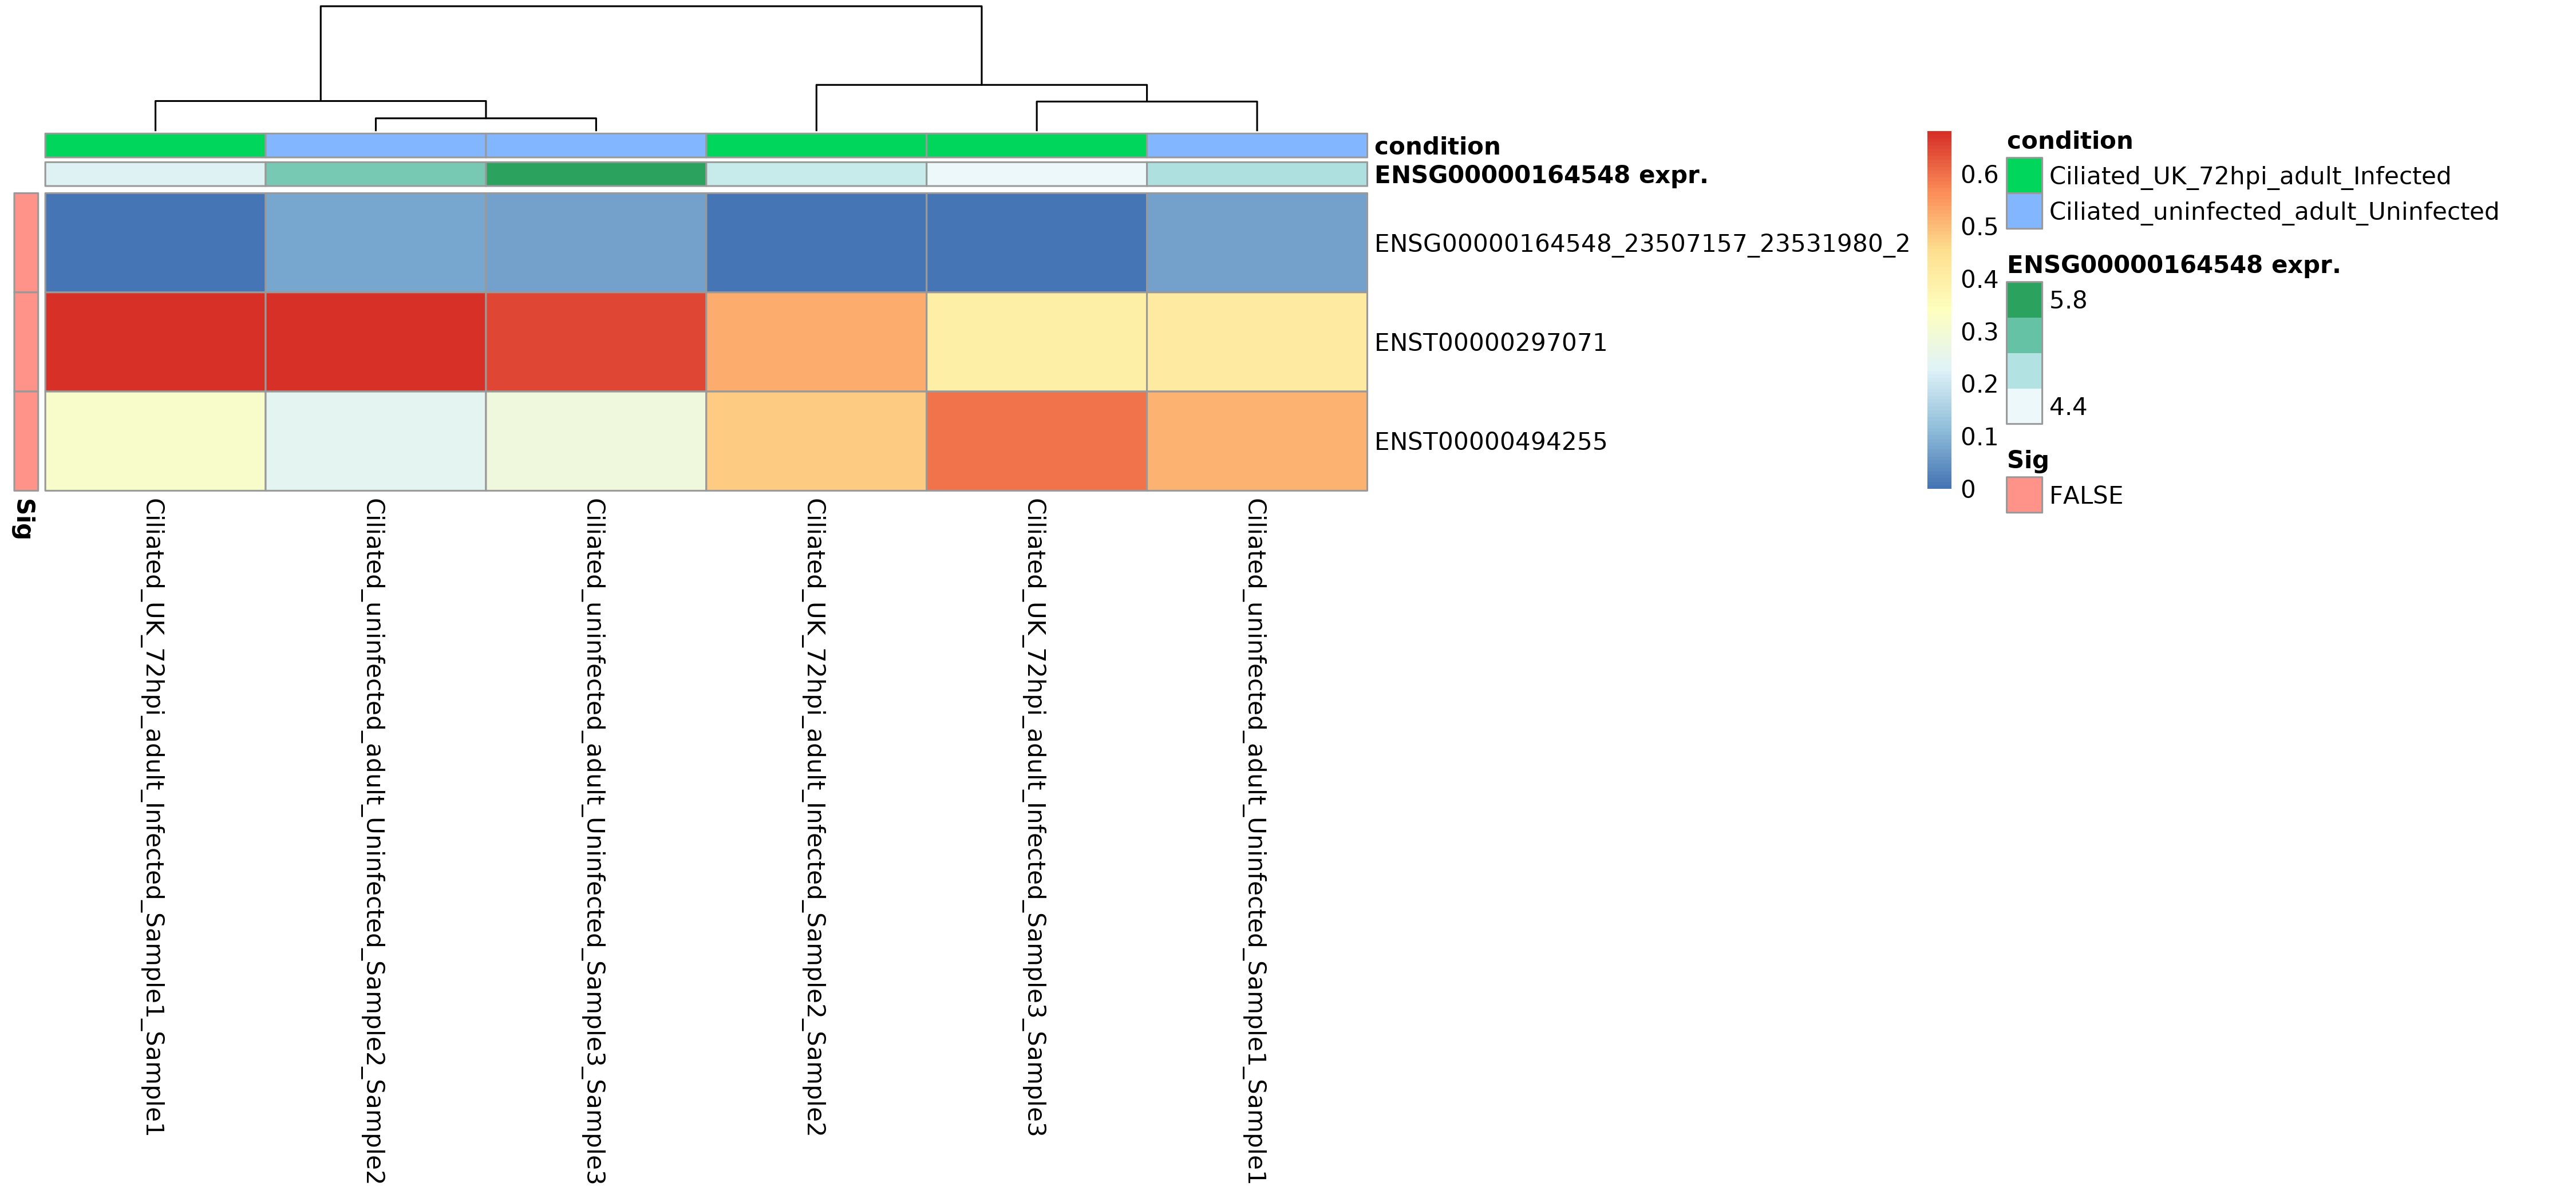 condition
ENSG00000164548 expr.
ENSG00000164548_23507157_23531980_2
ENST00000297071
ENST00000494255
Sig
Ciliated_UK_72hpi_adult_Infected_Sample1_Sample1
Ciliated_uninfected_adult_Uninfected_Sample2_Sample2
Ciliated_uninfected_adult_Uninfected_Sample3_Sample3
Ciliated_UK_72hpi_adult_Infected_Sample2_Sample2
Ciliated_UK_72hpi_adult_Infected_Sample3_Sample3
Ciliated_uninfected_adult_Uninfected_Sample1_Sample1
0.6
0.5
0.4
0.3
0.2
0.1
0
condition
Ciliated_UK_72hpi_adult_Infected
Ciliated_uninfected_adult_Uninfected
ENSG00000164548 expr.
5.8
4.4
Sig
FALSE